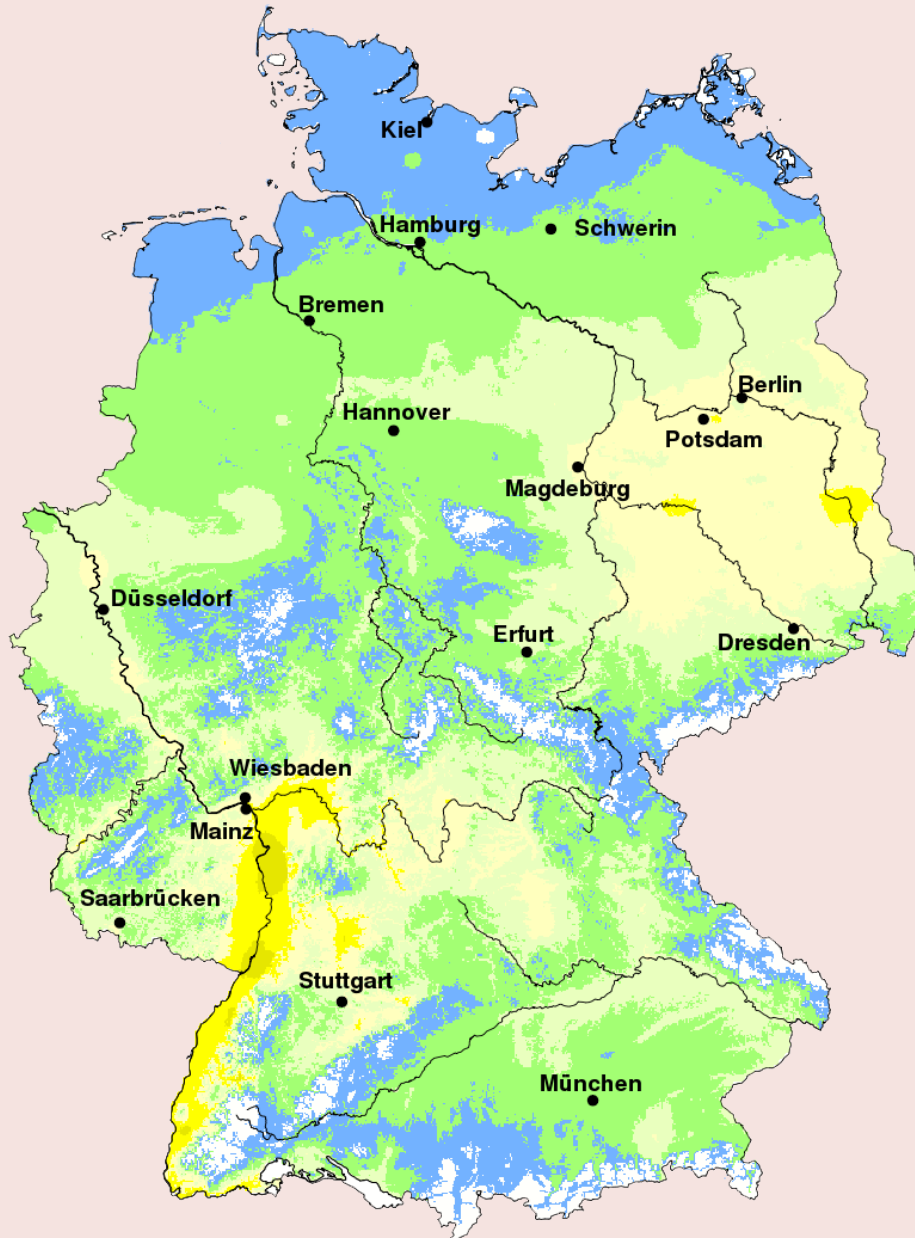 Kiel
Hamburg
Schwerin
Bremen
Berlin
Hannover
Potsdam
Magdeburg
Düsseldorf
Erfurt
Dresden
Wiesbaden
Mainz
Saarbrücken
Stuttgart
München